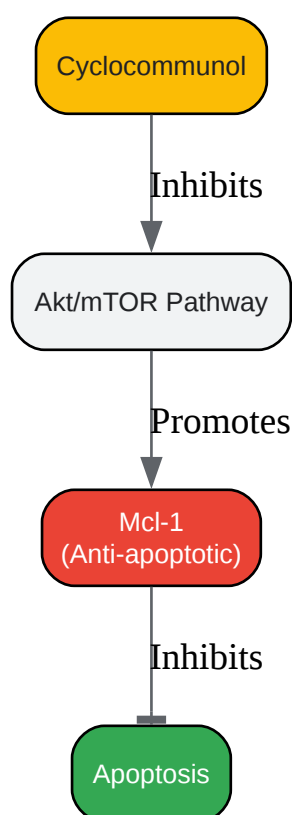 Cyclocommunol
Inhibits
Akt/mTOR Pathway
Promotes
Mcl-1
(Anti-apoptotic)
Inhibits
Apoptosis